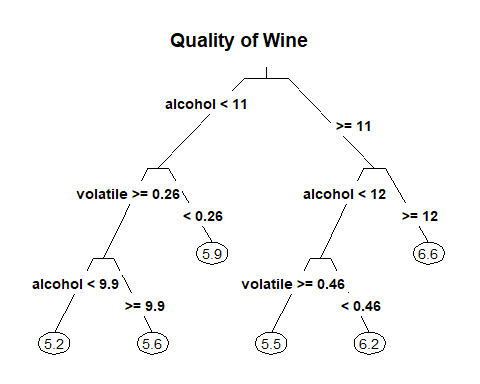 Quality of Wine
alcohol < 11
>= 11
volatile >= 0.26
alcohol < 12
< 0.26
>= 12
5.9
6.6
alcohol < 9.9
volatile >= 0.46
>= 9.9
< 0.46
5.2
5.6
5.5
6.2